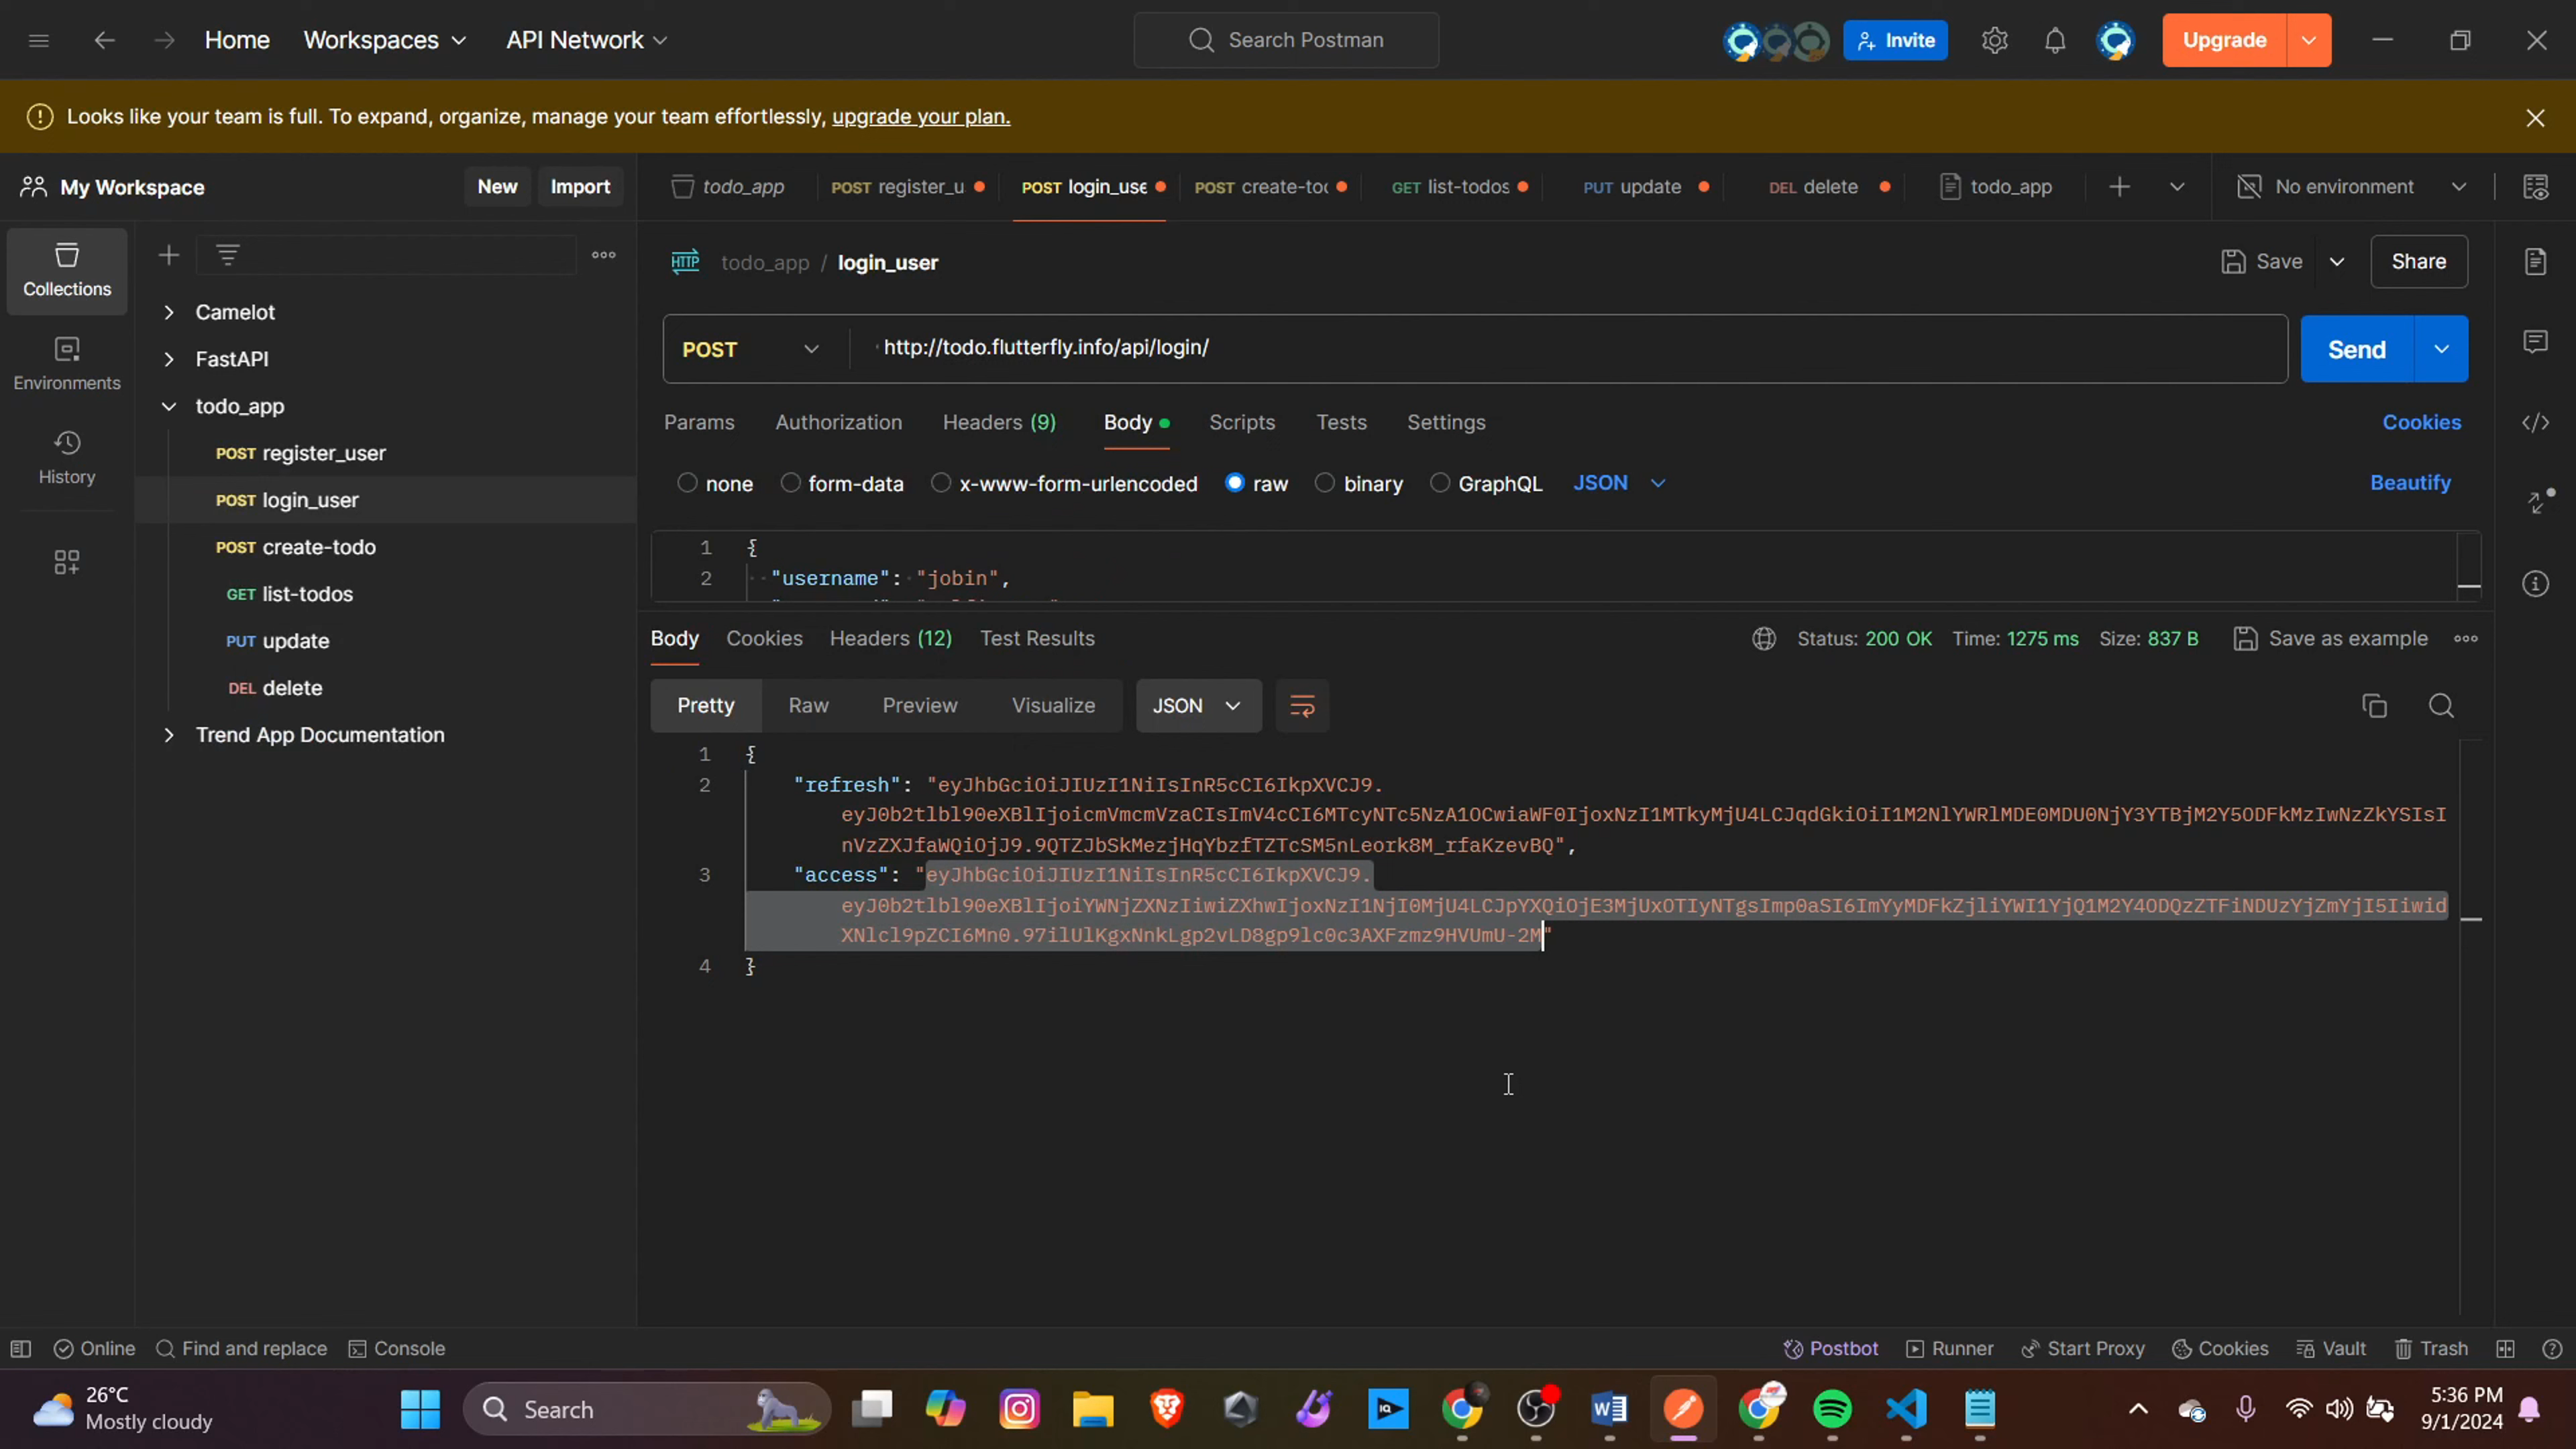 Home Workspaces API Network Search Postman Invite Upgrade
Looks like your team is full. To expand, organize, manage your team effortlessly, upgrade your plan.
My Workspace New Import
todo_app POST register_u POST login_use POST create-toc GET list-todos PUT update DEL delete todo_app No environment
Collections
Environments
History
Camelot
FastAPI
todo_app
POST register_user
POST login_user
POST create-todo
GET list-todos
PUT update
DEL delete
Trend App Documentation
HTTP todo_app / login_user Save Share
POST http://todo.flutterfly.info/api/login/ Send
Params Authorization Headers (9) Body Scripts Tests Settings Cookies
none form-data x-www-form-urlencoded raw binary GraphQL JSON Beautify
1 {
2 "username": "jobin",
Body Cookies Headers (12) Test Results Status: 200 OK Time: 1275 ms Size: 837 B Save as example
Pretty Raw Preview Visualize JSON
1 {
2 "refresh": "eyJhbGciOiJIUzI1NiIsInR5cCI6IkpXVCJ9.
eyJ0b2tlbl90eXBlIjoicmVmcmVzaCIsImV4cCI6MTcyNTc5NzA1OCwiaWF0IjoxNzI1MTkyMjU4LCJqdGkiOiI1M2NlYWRlMDE0MDU0NjY3YTBjM2Y5ODFkMzIwNzZkYSIsI
nVzZXJfaWQiOjJ9.9QTZJbSkMezjHqYbzfTZTcSM5nLeork8M_rfaKzevBQ",
3 "access": "eyJhbGciOiJIUzI1NiIsInR5cCI6IkpXVCJ9.
eyJ0b2tlbl90eXBlIjoiYWNjZXNzIiwiZXhwIjoxNzI1NjI0MjU4LCJpYXQiOjE3MjUxOTIyNTgsImp0aSI6ImYyMDFkZjliYWI1YjQ1M2Y4ODQzZTFiNDUzYjZmYjI5Iiwid
XNlcl9pZCI6Mn0.97ilUlKgxNnkLgp2vLD8gp9lc0c3AXFzmz9HVUmU-2M"
4 }
Online Find and replace Console Postbot Runner Start Proxy Cookies Vault Trash
26°C
Mostly cloudy
Search
5:36 PM
9/1/2024